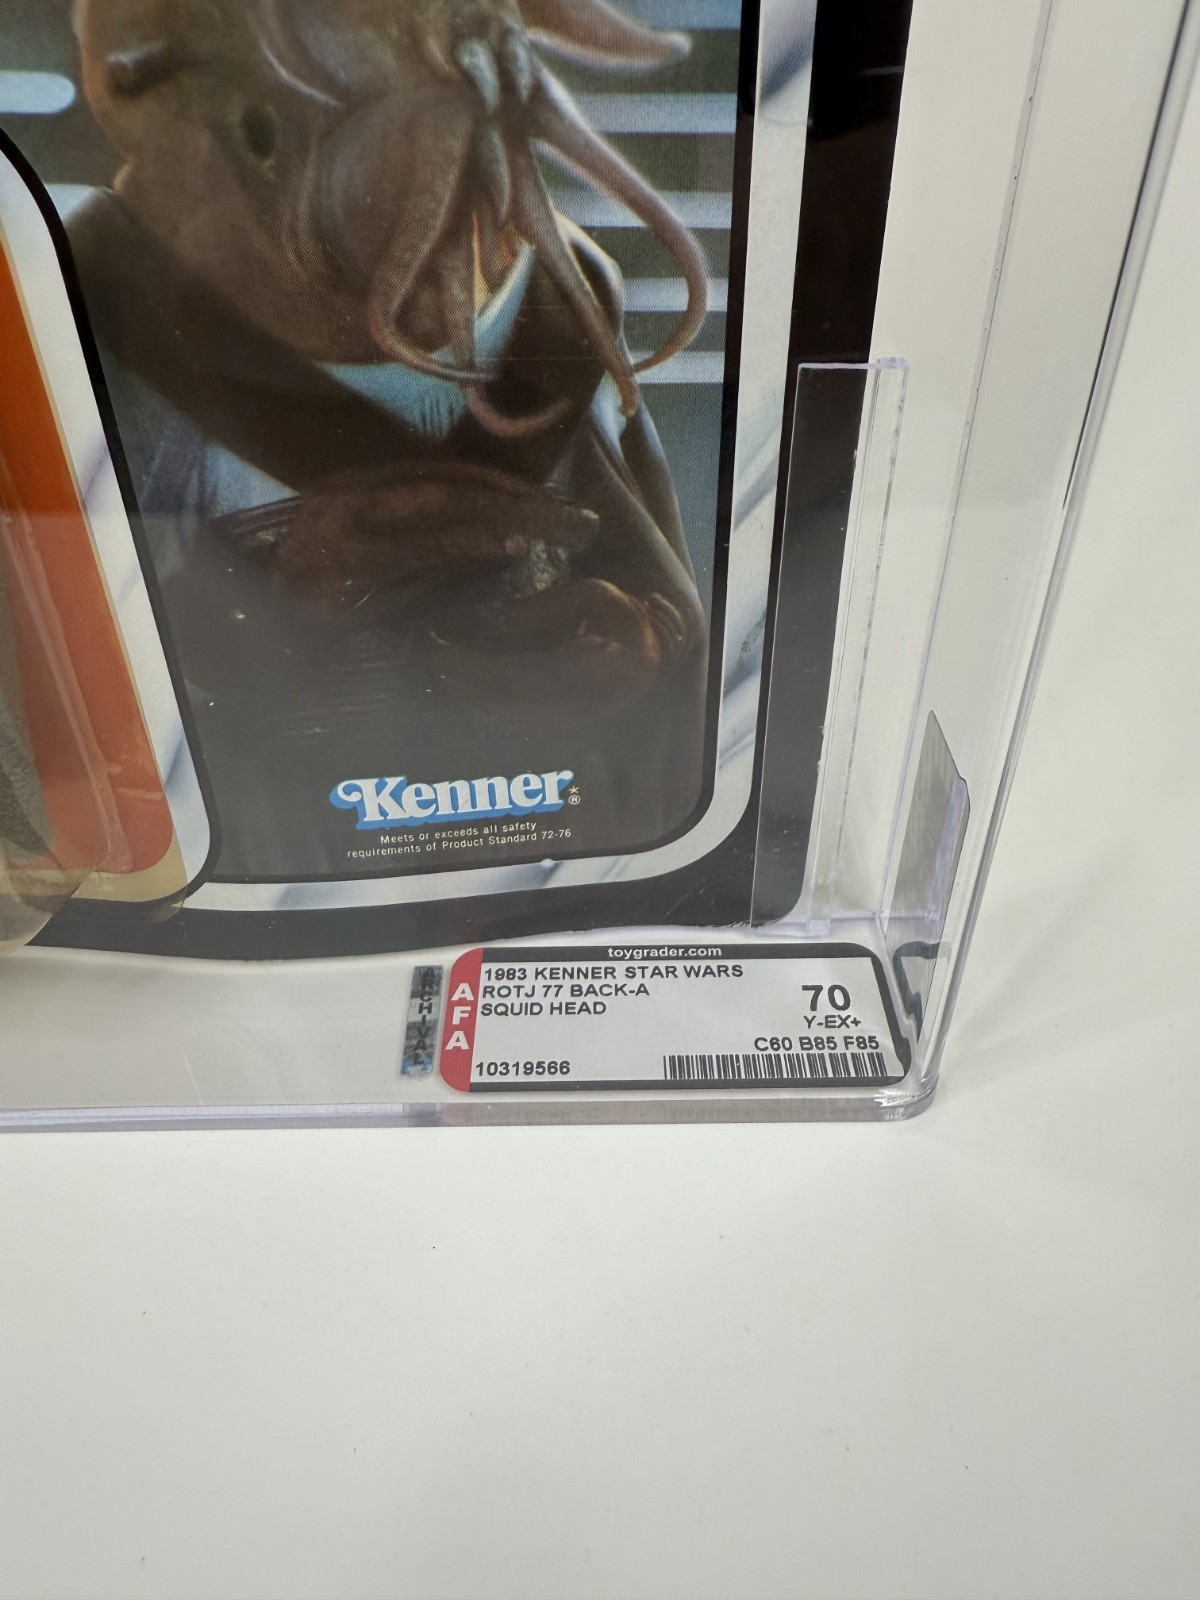 Kenner®
Meets or exceeds all safety
requirements of Product Standard 72-76
toygrader.com
ARCHIVAL
AFA
1983 KENNER STAR WARS
ROTJ 77 BACK-A
SQUID HEAD
70
Y-EX+
C60 B85 F85
10319566